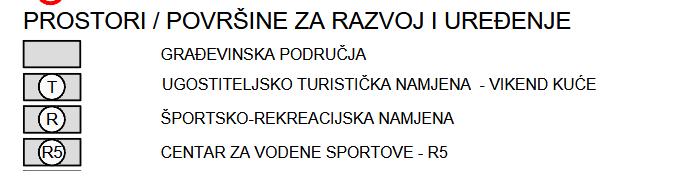 PROSTORI / POVRŠINE ZA RAZVOJ I UREĐENJE
GRAĐEVINSKA PODRUČJA
T UGOSTITELJSKO TURISTIČKA NAMJENA - VIKEND KUĆE
R ŠPORTSKO-REKREACIJSKA NAMJENA
R5 CENTAR ZA VODENE SPORTOVE - R5